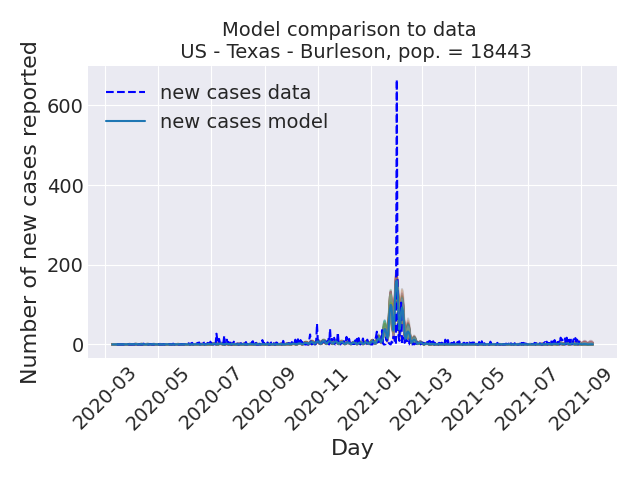 Model comparison to data
US - Texas - Burleson, pop. = 18443
Number of new cases reported
600
400
200
0
new cases data
new cases model
2020-03
2020-05
2020-07
2020-09
2020-11
2021-01
2021-03
2021-05
2021-07
2021-09
Day